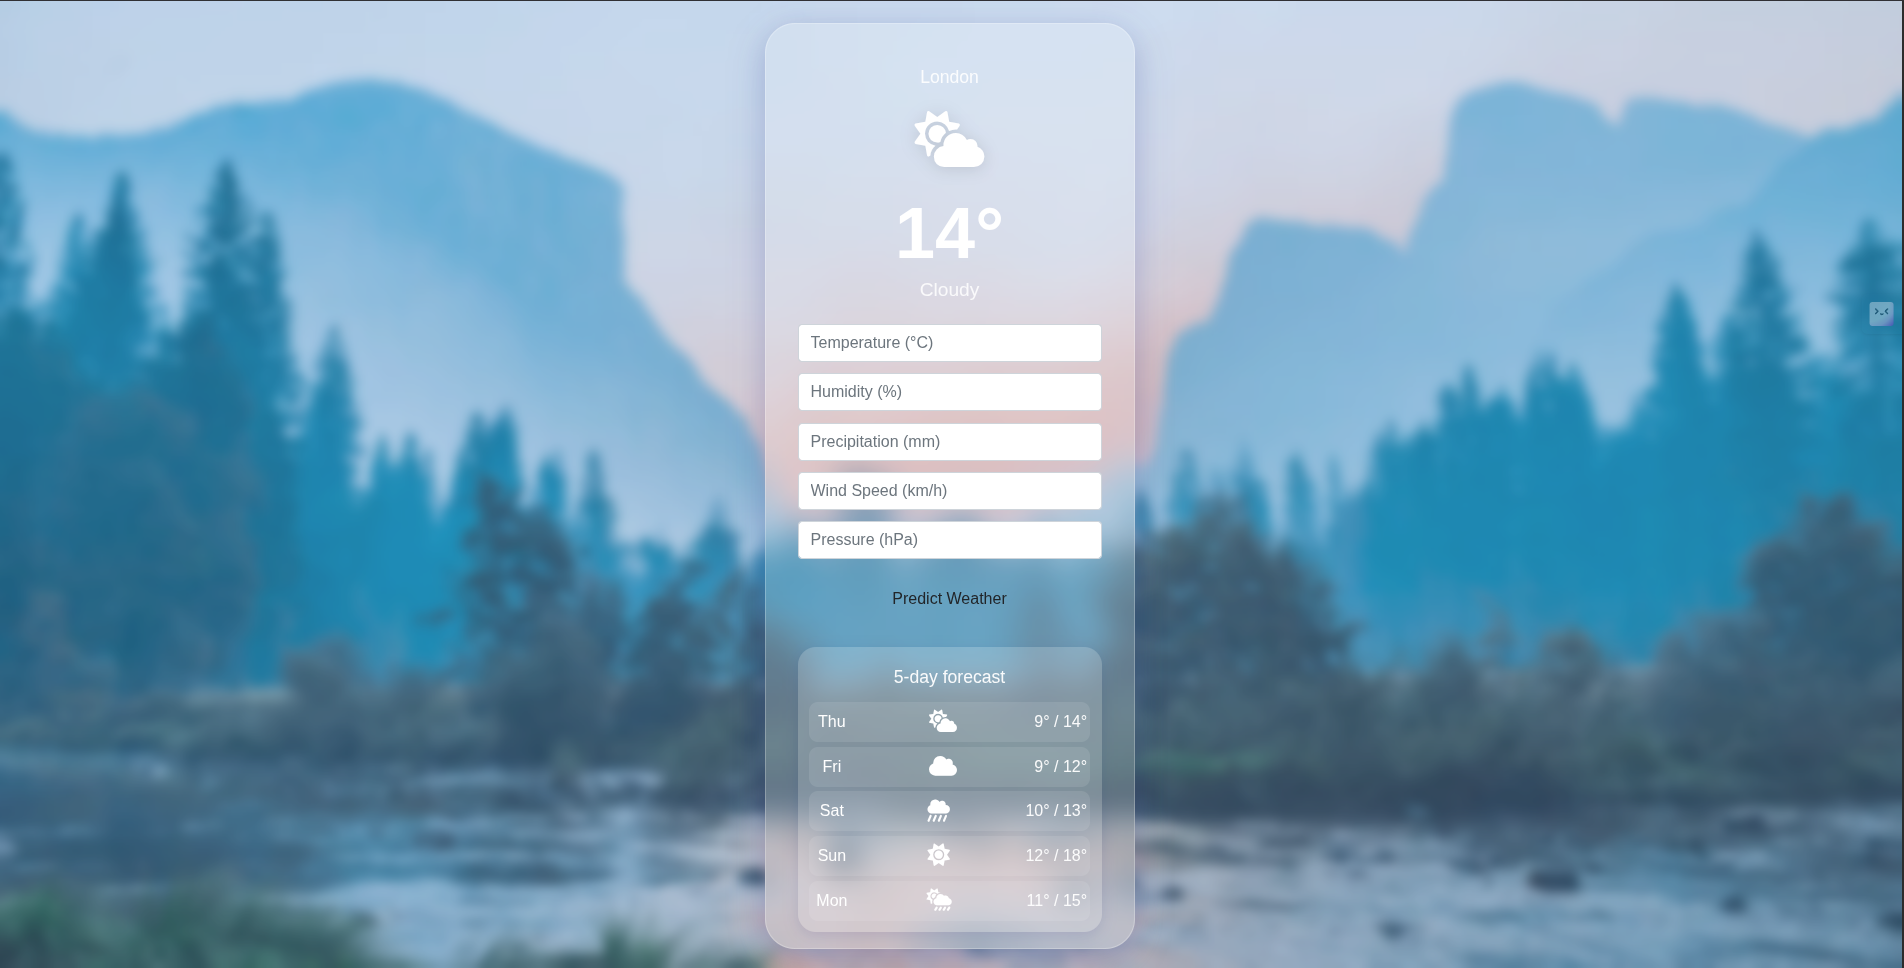 London
14°
Cloudy
Temperature (°C)
Humidity (%)
Precipitation (mm)
Wind Speed (km/h)
Pressure (hPa)
Predict Weather
5-day forecast
Thu 9° / 14°
Fri 9° / 12°
Sat 10° / 13°
Sun 12° / 18°
Mon 11° / 15°